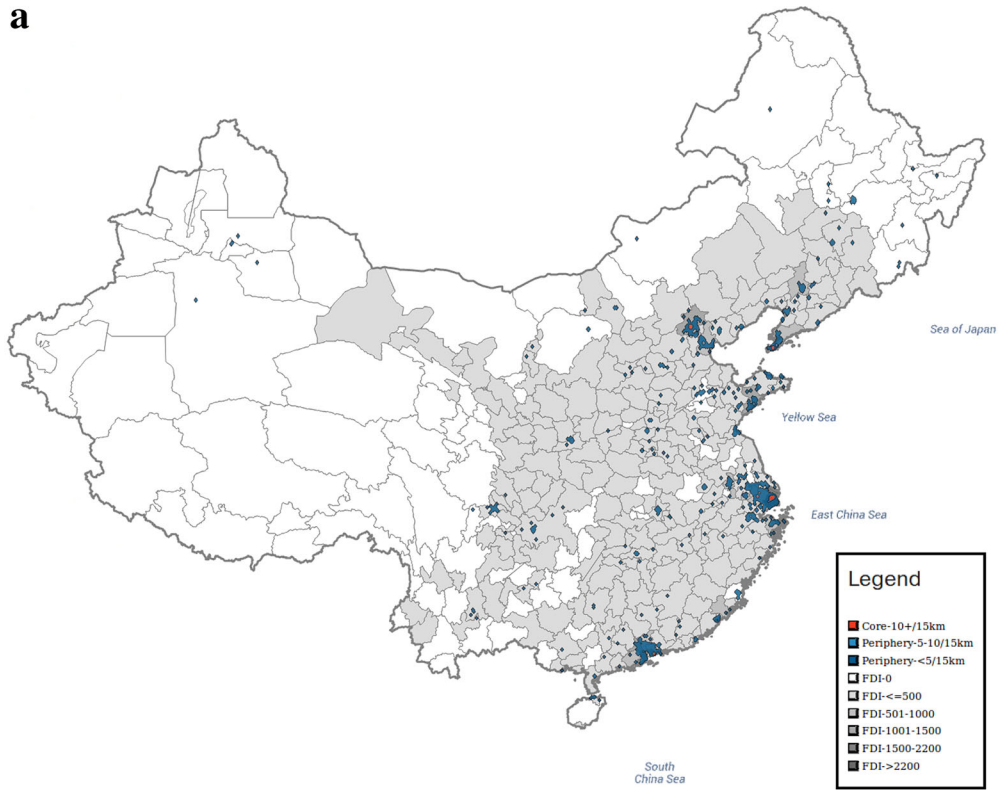 a
Sea of Japan
Yellow Sea
East China Sea
Legend
Core-10+/15km
Periphery-5-10/15km
Periphery-<5/15km
FDI-0
FDI-<=500
FDI-501-1000
FDI-1001-1500
FDI-1500-2200
FDI->2200
South
China Sea